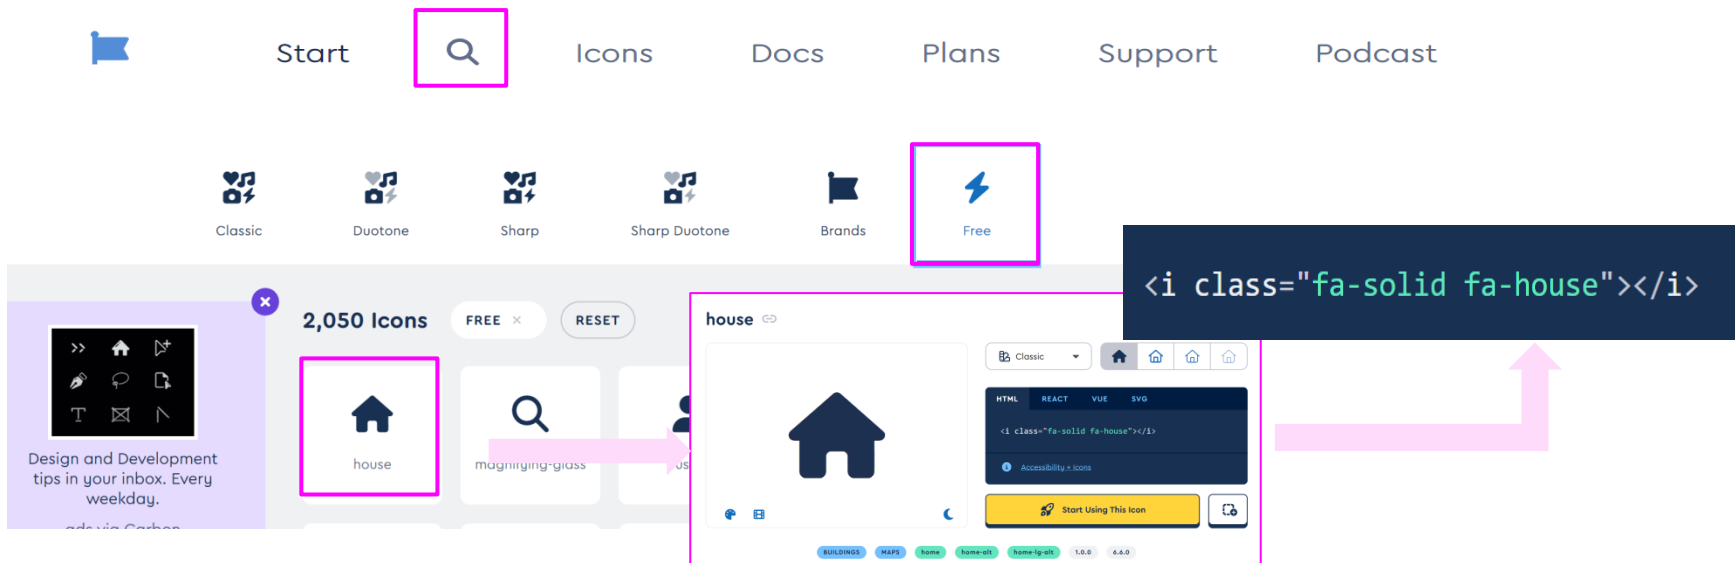 Start Icons Docs Plans Support Podcast
Classic Duotone Sharp Sharp Duotone Brands Free
<i class="fa-solid fa-house"></i>
2,050 Icons FREE × RESET
house
magnifying-glass
Design and Development
tips in your inbox. Every
weekday.
ads via Carbon
house
Classic
HTML REACT VUE SVG
<i class="fa-solid fa-house"></i>
Accessibility + Icons
Start Using This Icon
BUILDINGS MAPS home home-alt home-lg-alt 1.0.0 6.6.0